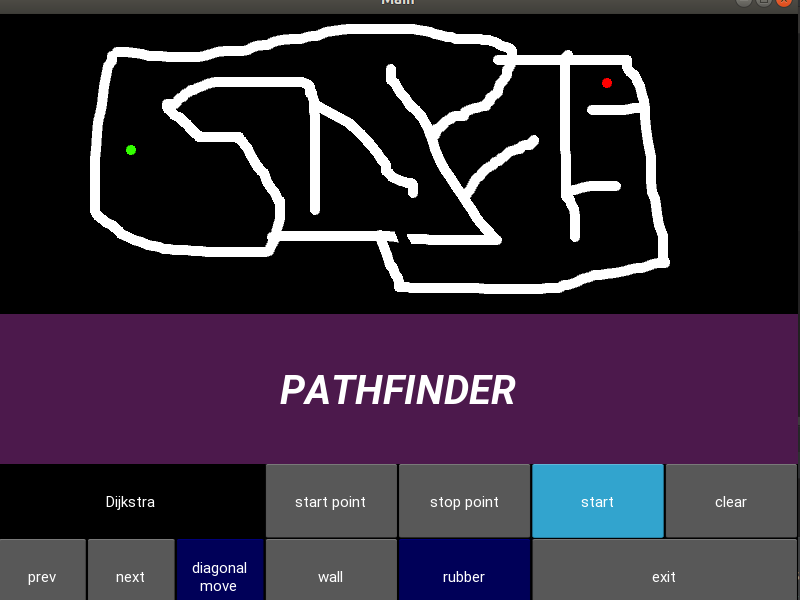 Main
PATHFINDER
Dijkstra
start point
stop point
start
clear
prev
next
diagonal
move
wall
rubber
exit